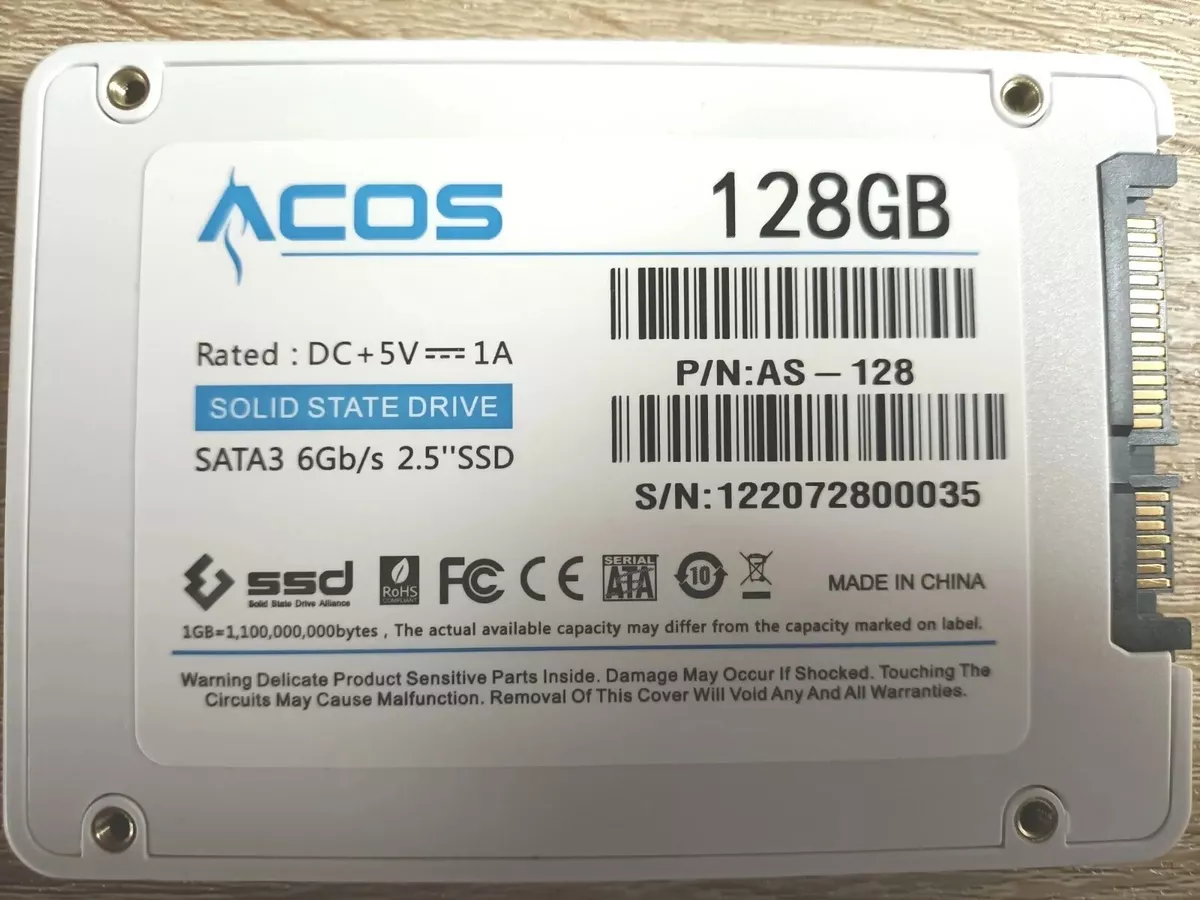 ACOS
128GB
Rated : DC+5V⎓1A
P/N:AS－128
SOLID STATE DRIVE
SATA3 6Gb/s 2.5''SSD
S/N:122072800035
ssd
Solid State Drive Alliance
RoHS
COMPLIANT
FC
CE
SERIAL
ATA
10
MADE IN CHINA
1GB=1,100,000,000bytes , The actual available capacity may differ from the capacity marked on label.
Warning Delicate Product Sensitive Parts Inside. Damage May Occur If Shocked. Touching The
Circuits May Cause Malfunction. Removal Of This Cover Will Void Any And All Warranties.